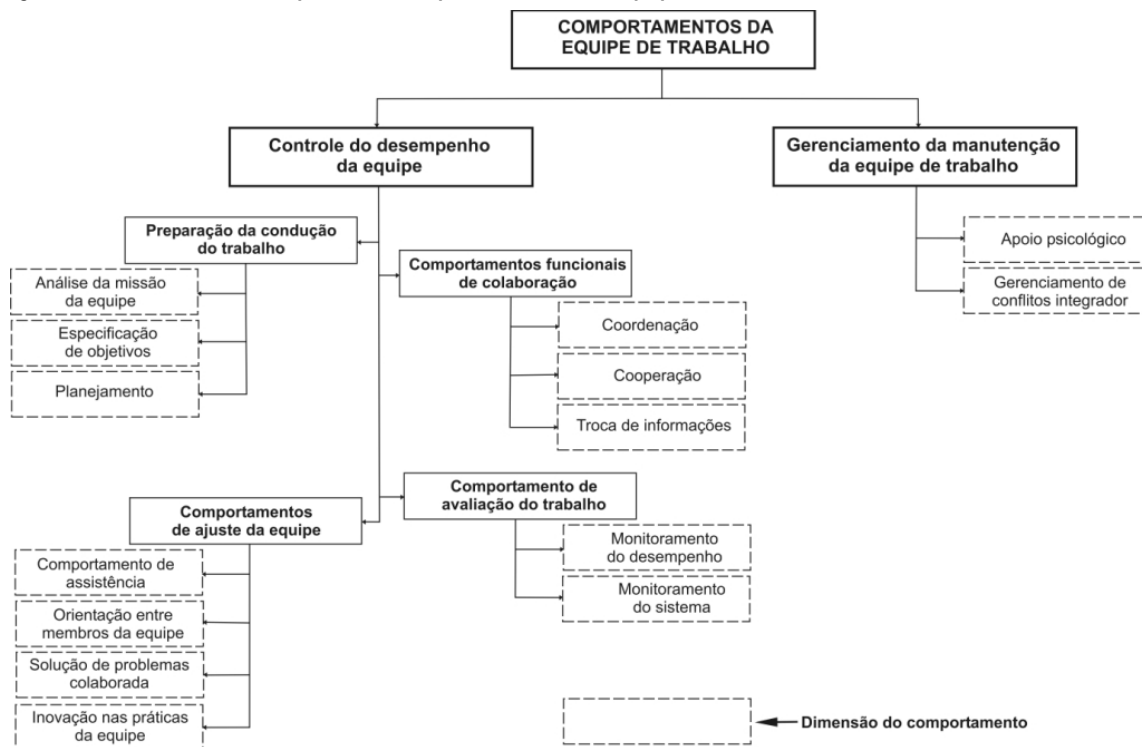 COMPORTAMENTOS DA
EQUIPE DE TRABALHO
Controle do desempenho
da equipe
Gerenciamento da manutenção
da equipe de trabalho
Preparação da condução
do trabalho
Análise da missão
da equipe
Especificação
de objetivos
Planejamento
Comportamentos funcionais
de colaboração
Coordenação
Cooperação
Troca de informações
Apoio psicológico
Gerenciamento de
conflitos integrador
Comportamentos
de ajuste da equipe
Comportamento de
assistência
Orientação entre
membros da equipe
Solução de problemas
colaborada
Inovação nas práticas
da equipe
Comportamento de
avaliação do trabalho
Monitoramento
do desempenho
Monitoramento
do sistema
Dimensão do comportamento